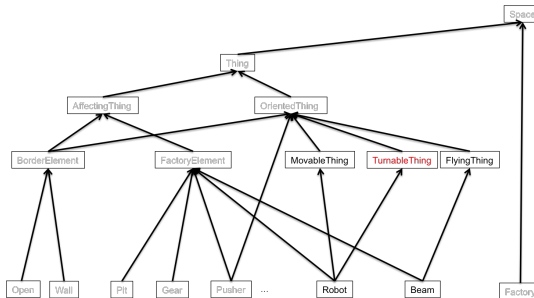 Space
Thing
AffectingThing
OrientedThing
BorderElement
FactoryElement
MovableThing
TurnableThing
FlyingThing
Open
Wall
Pit
Gear
Pusher
...
Robot
Beam
Factory